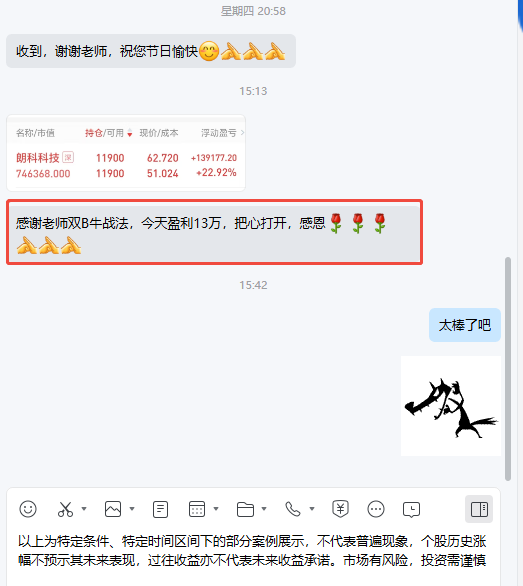 星期四 20:58
收到，谢谢老师，祝您节日愉快
15:13
名称/市值 持仓/可用 现价/成本 浮动盈亏
朗科科技 深 11900 62.720 +139177.20
746368.000 11900 51.024 +22.92%
感谢老师双B牛战法，今天盈利13万，把心打开，感恩
15:42
太棒了吧
以上为特定条件、特定时间区间下的部分案例展示，不代表普遍现象，个股历史涨
幅不预示其未来表现，过往收益亦不代表未来收益承诺。市场有风险，投资需谨慎